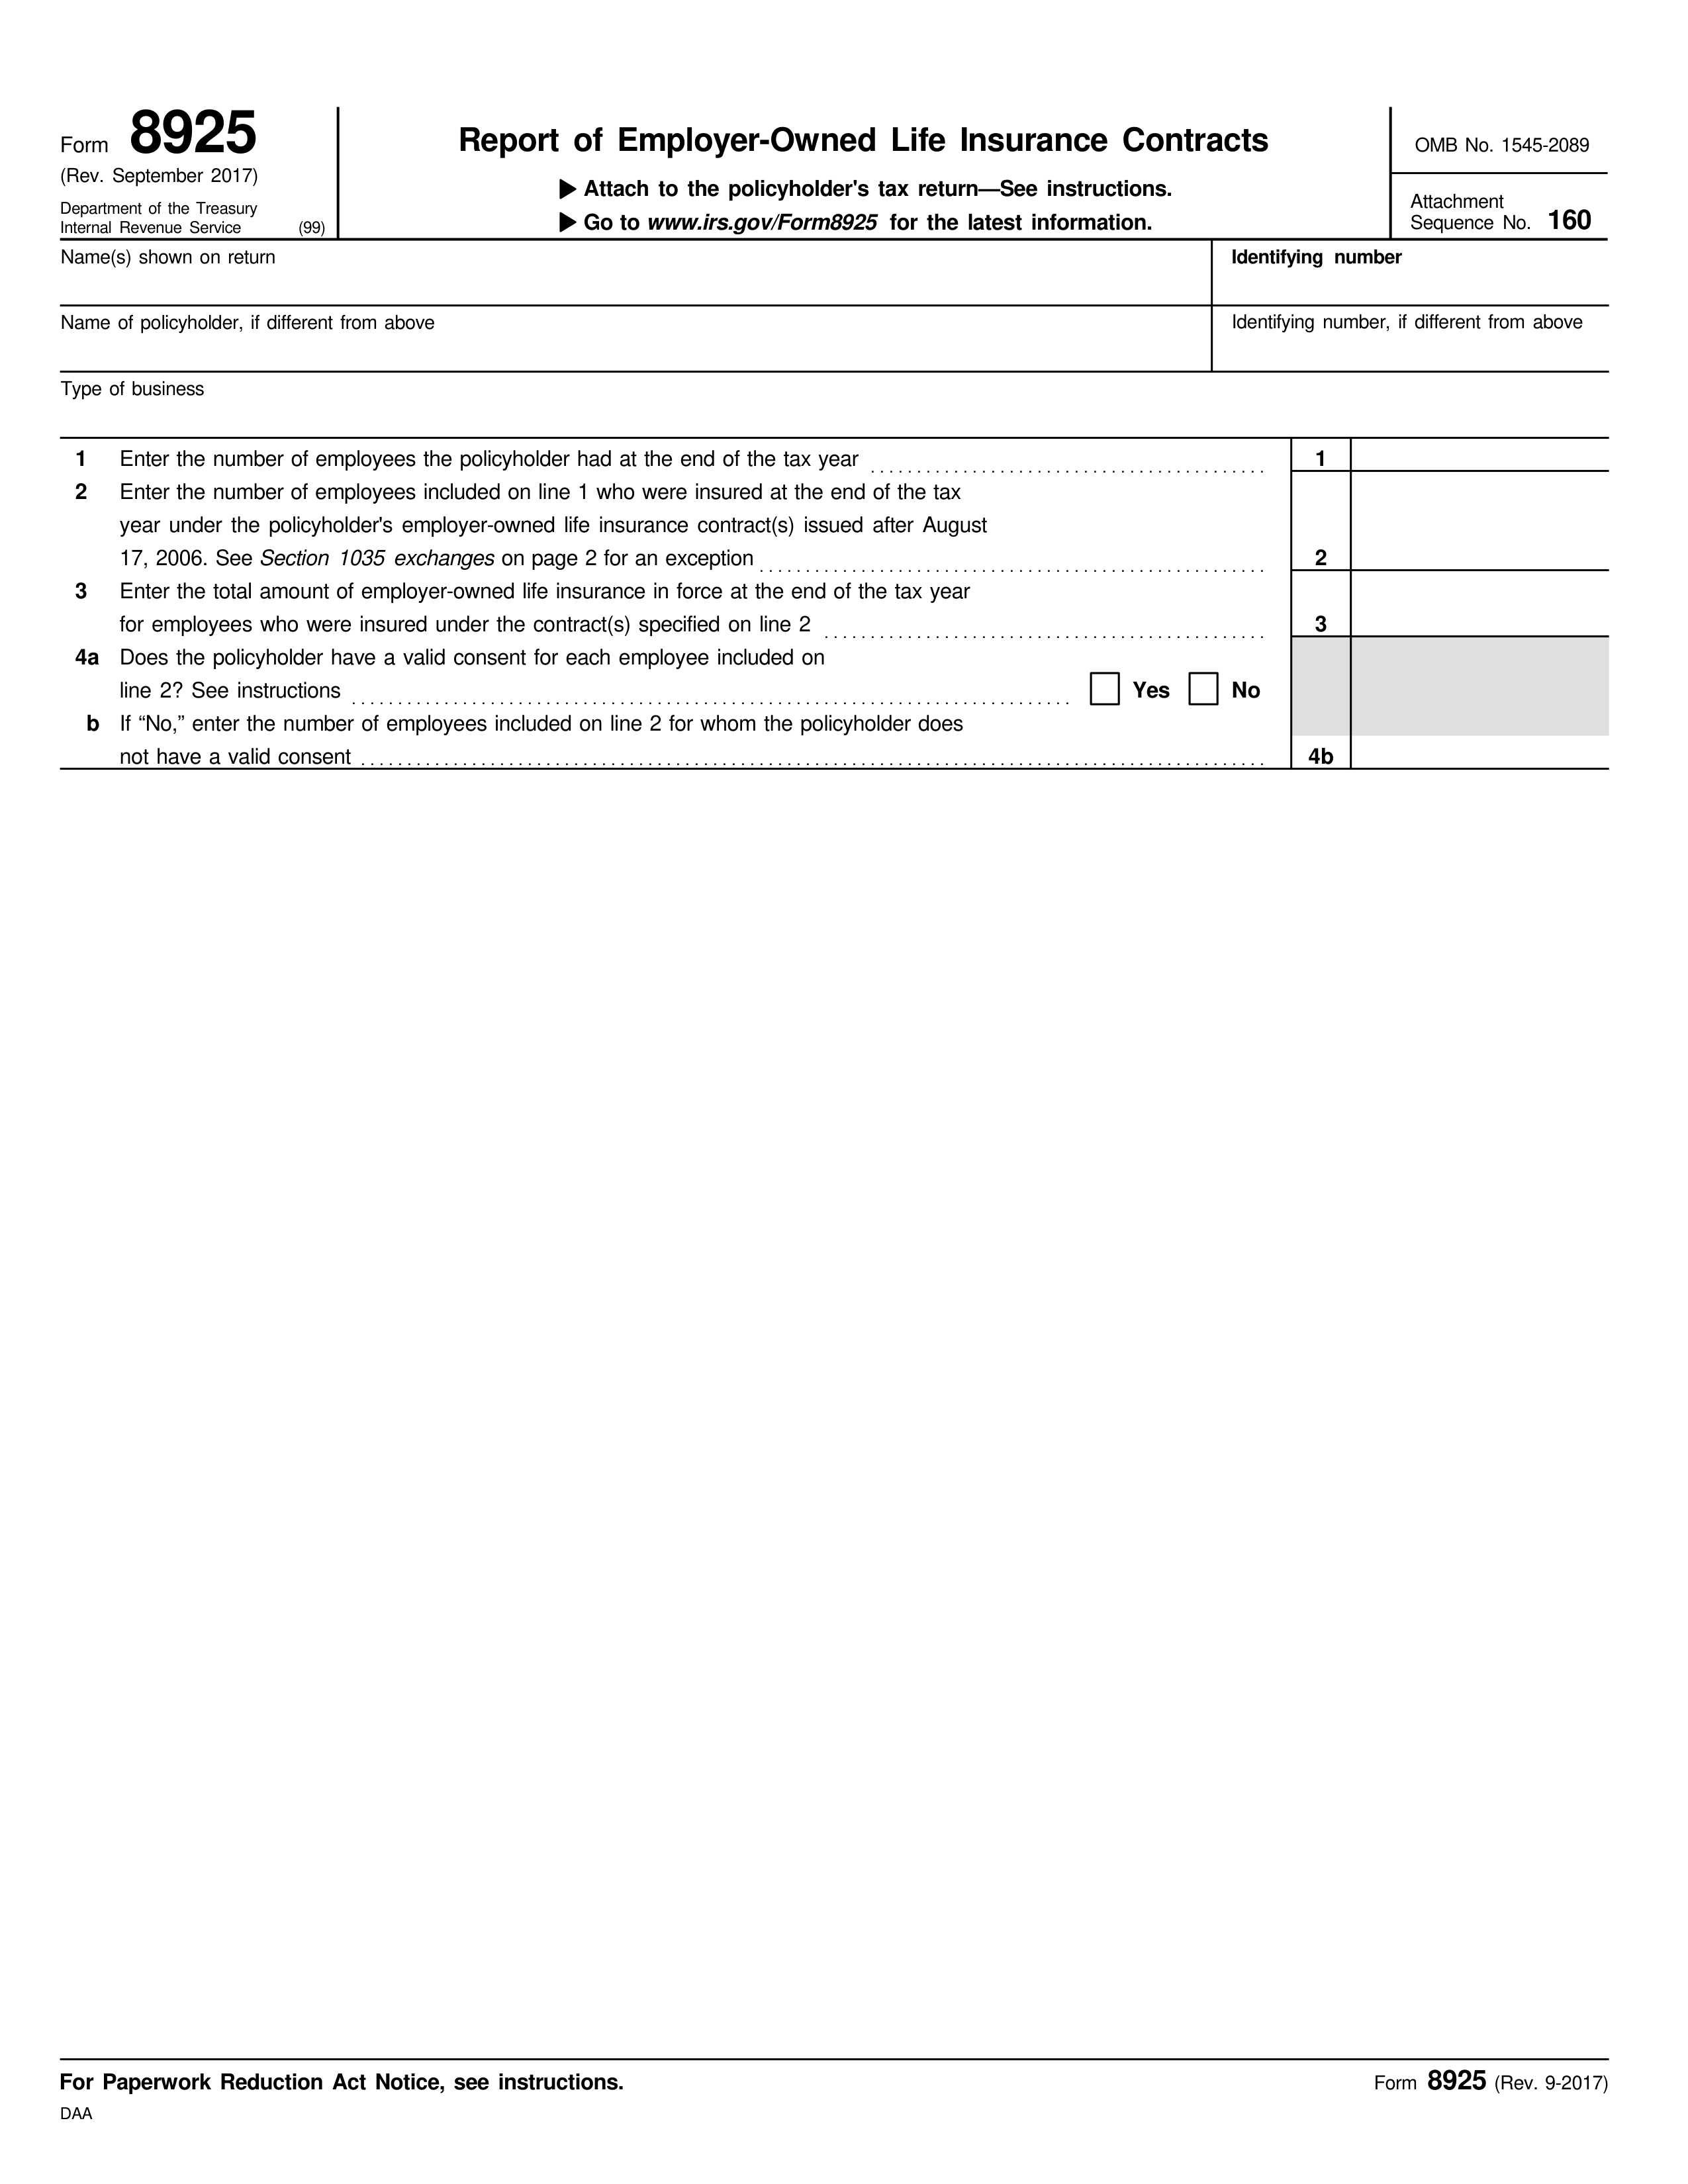 Form 8925
(Rev. September 2017)
Department of the Treasury
Internal Revenue Service (99)
Report of Employer-Owned Life Insurance Contracts
▶ Attach to the policyholder's tax return—See instructions.
▶ Go to www.irs.gov/Form8925 for the latest information.
OMB No. 1545-2089
Attachment
Sequence No. 160
Name(s) shown on return
Identifying number
Name of policyholder, if different from above
Identifying number, if different from above
Type of business
1 Enter the number of employees the policyholder had at the end of the tax year 1
2 Enter the number of employees included on line 1 who were insured at the end of the tax
year under the policyholder's employer-owned life insurance contract(s) issued after August
17, 2006. See Section 1035 exchanges on page 2 for an exception 2
3 Enter the total amount of employer-owned life insurance in force at the end of the tax year
for employees who were insured under the contract(s) specified on line 2 3
4a Does the policyholder have a valid consent for each employee included on
line 2? See instructions Yes No
b If “No,” enter the number of employees included on line 2 for whom the policyholder does
not have a valid consent 4b
For Paperwork Reduction Act Notice, see instructions.
Form 8925 (Rev. 9-2017)
DAA